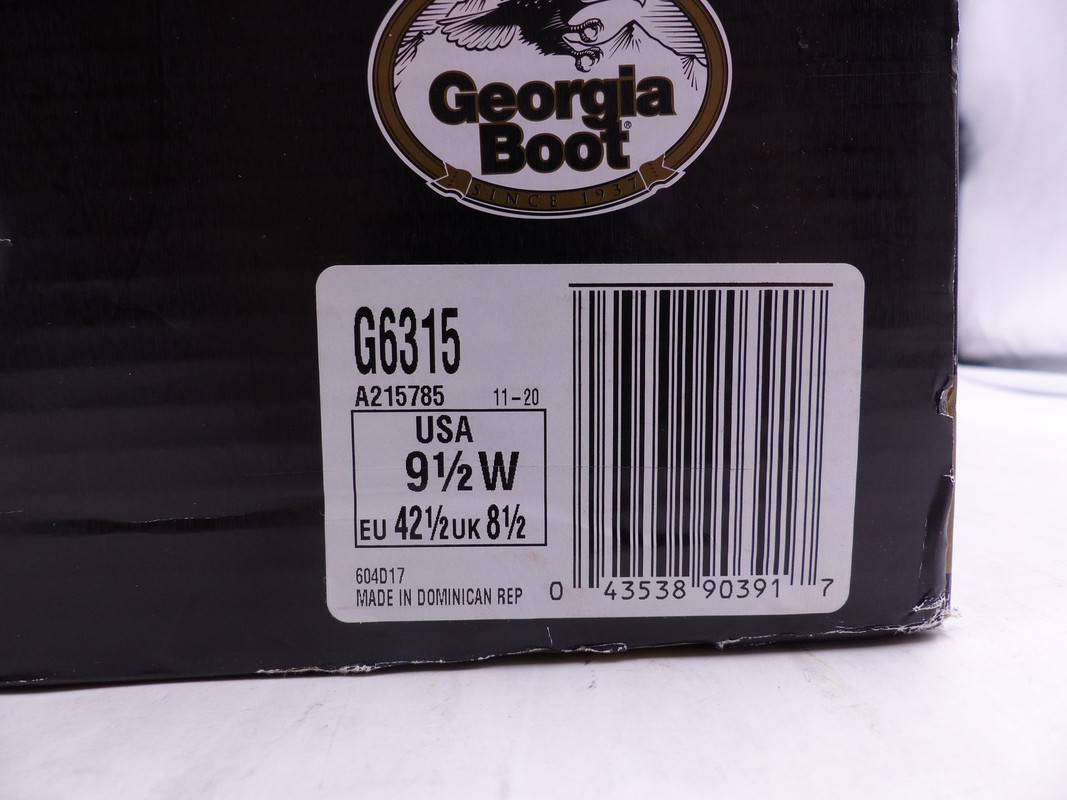 Georgia
Boot®
SINCE 1937
G6315
A215785 11-20
USA
9½ W
EU 42½ UK 8½
604D17
MADE IN DOMINICAN REP
0 43538 90391 7